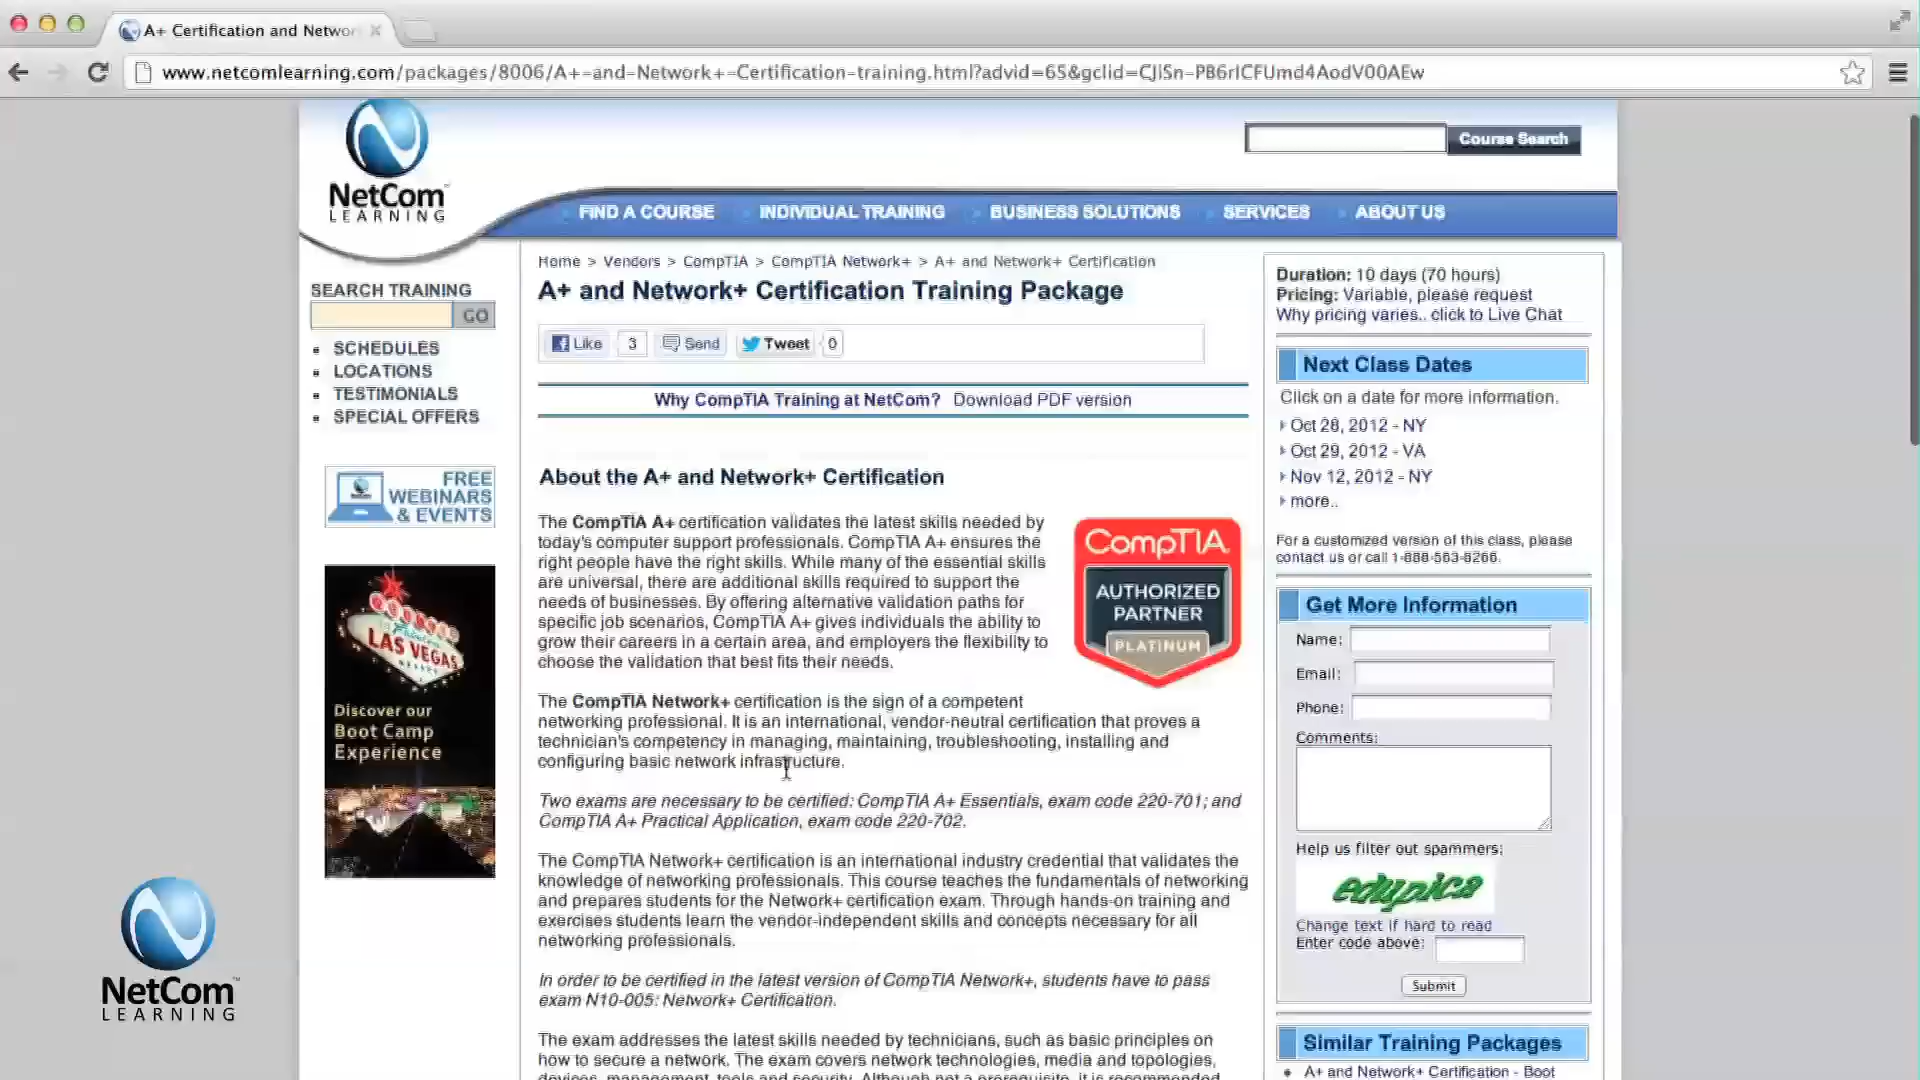 A+ Certification and Networ
www.netcomlearning.com/packages/8006/A+-and-Network+-Certification-training.html?advid=65&gclid=CJiSn-PB6rICFUmd4AodV00AEw
NetCom
LEARNING
Course Search
FIND A COURSE
INDIVIDUAL TRAINING
BUSINESS SOLUTIONS
SERVICES
ABOUT US
SEARCH TRAINING
GO
SCHEDULES
LOCATIONS
TESTIMONIALS
SPECIAL OFFERS
FREE
WEBINARS
& EVENTS
LAS VEGAS
Discover our
Boot Camp
Experience
NetCom™
LEARNING
Home > Vendors > CompTIA > CompTIA Network+ > A+ and Network+ Certification
A+ and Network+ Certification Training Package
Like 3 Send Tweet 0
Why CompTIA Training at NetCom? Download PDF version
About the A+ and Network+ Certification
The CompTIA A+ certification validates the latest skills needed by
today's computer support professionals. CompTIA A+ ensures the
right people have the right skills. While many of the essential skills
are universal, there are additional skills required to support the
needs of businesses. By offering alternative validation paths for
specific job scenarios, CompTIA A+ gives individuals the ability to
grow their careers in a certain area, and employers the flexibility to
choose the validation that best fits their needs.
CompTIA.
AUTHORIZED
PARTNER
PLATINUM
The CompTIA Network+ certification is the sign of a competent
networking professional. It is an international, vendor-neutral certification that proves a
technician's competency in managing, maintaining, troubleshooting, installing and
configuring basic network infrastructure.
Two exams are necessary to be certified: CompTIA A+ Essentials, exam code 220-701; and
CompTIA A+ Practical Application, exam code 220-702.
The CompTIA Network+ certification is an international industry credential that validates the
knowledge of networking professionals. This course teaches the fundamentals of networking
and prepares students for the Network+ certification exam. Through hands-on training and
exercises students learn the vendor-independent skills and concepts necessary for all
networking professionals.
In order to be certified in the latest version of CompTIA Network+, students have to pass
exam N10-005: Network+ Certification.
The exam addresses the latest skills needed by technicians, such as basic principles on
how to secure a network. The exam covers network technologies, media and topologies,
devices, management, tools and security. Although not a prerequisite, it is recommended
Duration: 10 days (70 hours)
Pricing: Variable, please request
Why pricing varies.. click to Live Chat
Next Class Dates
Click on a date for more information.
Oct 28, 2012 - NY
Oct 29, 2012 - VA
Nov 12, 2012 - NY
more..
For a customized version of this class, please
contact us or call 1-888-563-8266.
Get More Information
Name:
Email:
Phone:
Comments:
Help us filter out spammers:
edupica
Change text if hard to read
Enter code above:
Submit
Similar Training Packages
A+ and Network+ Certification - Boot